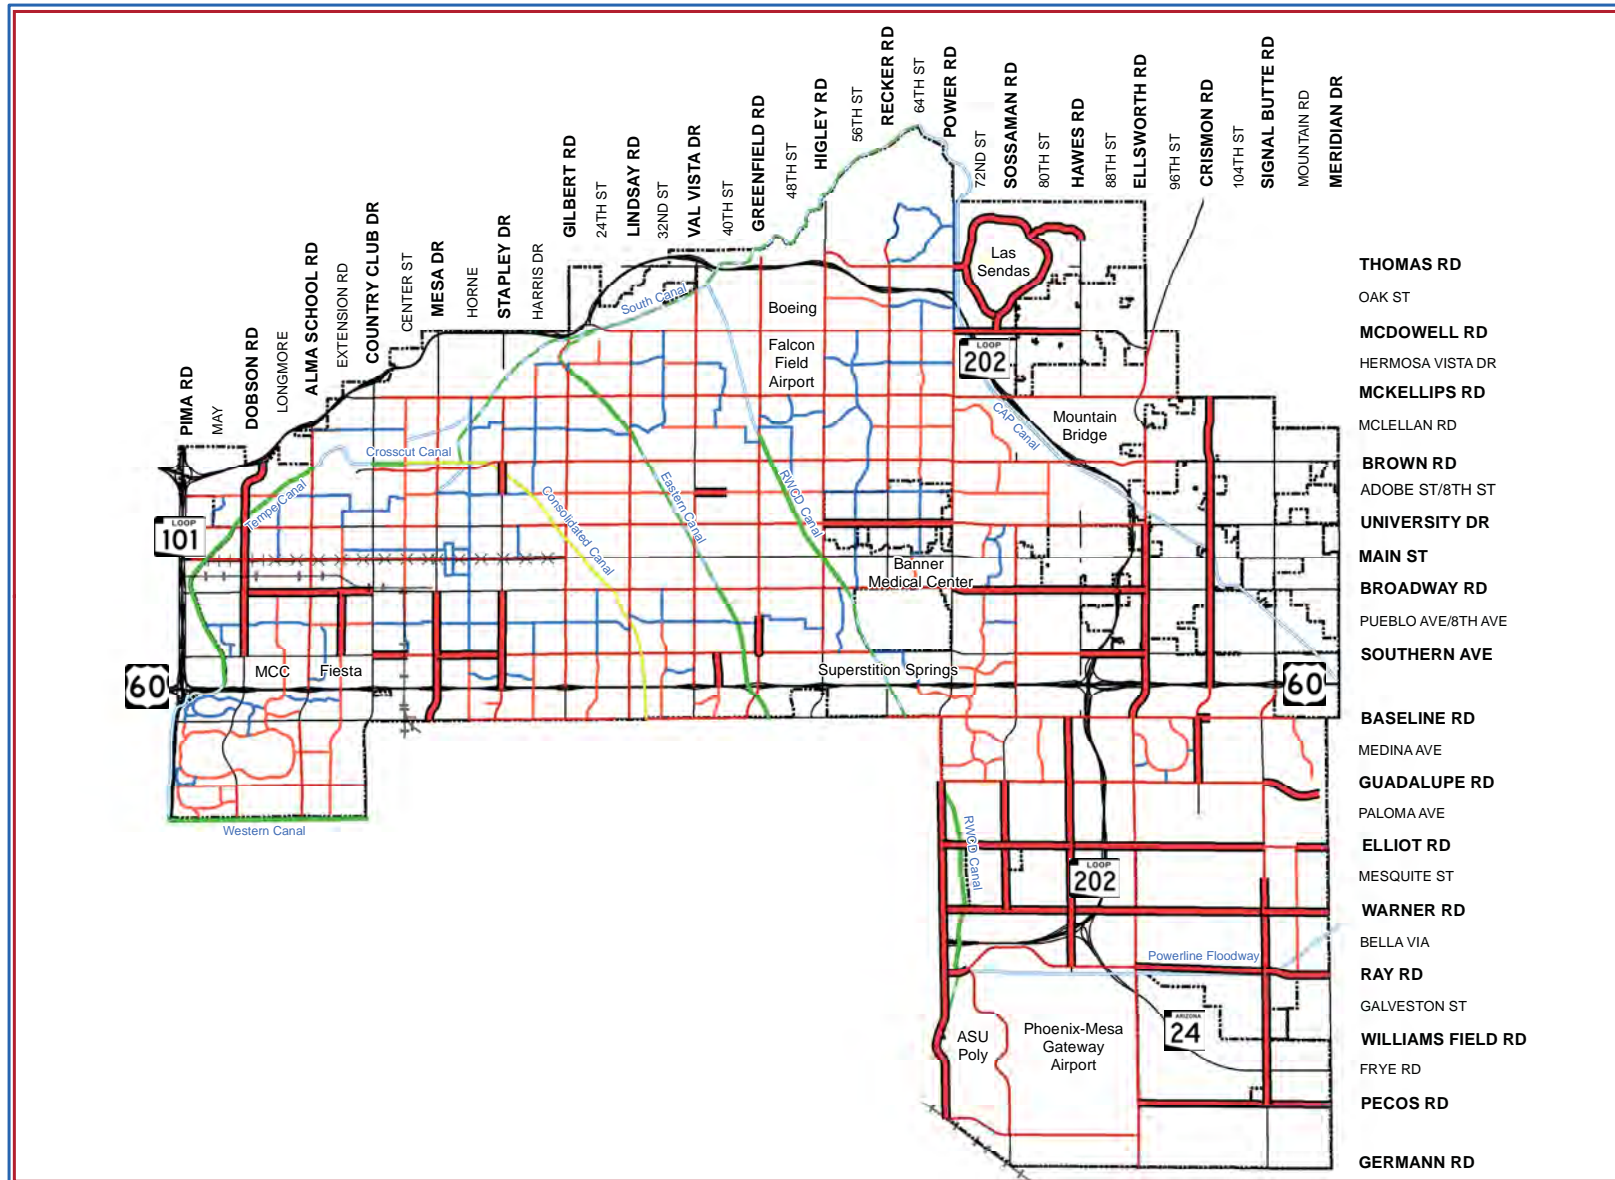 PIMA RD
MAY
DOBSON RD
LONGMORE
ALMA SCHOOL RD
EXTENSION RD
COUNTRY CLUB DR
CENTER ST
MESA DR
HORNE
STAPLEY DR
HARRIS DR
GILBERT RD
24TH ST
LINDSAY RD
32ND ST
VAL VISTA DR
40TH ST
GREENFIELD RD
48TH ST
HIGLEY RD
56TH ST
RECKER RD
64TH ST
POWER RD
72ND ST
SOSSAMAN RD
80TH ST
HAWES RD
88TH ST
ELLSWORTH RD
96TH ST
CRISMON RD
104TH ST
SIGNAL BUTTE RD
MOUNTAIN RD
MERIDIAN DR
THOMAS RD
OAK ST
MCDOWELL RD
HERMOSA VISTA DR
MCKELLIPS RD
MCLELLAN RD
BROWN RD
ADOBE ST/8TH ST
UNIVERSITY DR
MAIN ST
BROADWAY RD
PUEBLO AVE/8TH AVE
SOUTHERN AVE
BASELINE RD
MEDINA AVE
GUADALUPE RD
PALOMA AVE
ELLIOT RD
MESQUITE ST
WARNER RD
BELLA VIA
RAY RD
GALVESTON ST
WILLIAMS FIELD RD
FRYE RD
PECOS RD
GERMANN RD
Las
Sendas
South Canal
Boeing
Falcon
Field
Airport
LOOP
202
CAP Canal
Mountain
Bridge
Crosscut Canal
Tempe Canal
Consolidated Canal
Eastern Canal
RWCD Canal
LOOP
101
Banner
Medical Center
60
MCC
Fiesta
Superstition Springs
60
Western Canal
RWCD Canal
LOOP
202
Powerline Floodway
ASU
Poly
Phoenix-Mesa
Gateway
Airport
ARIZONA
24